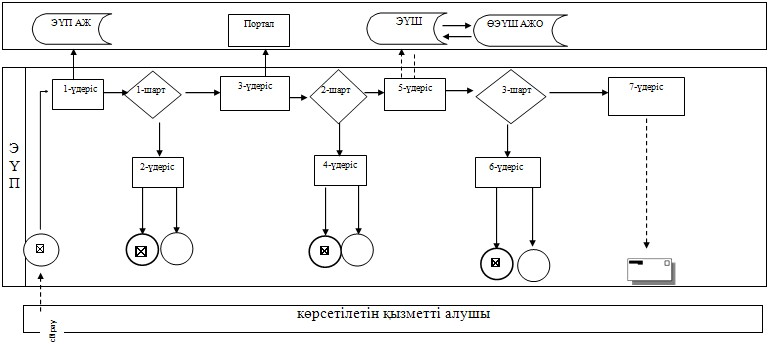 ЭҮП АЖ
Портал
ЭҮШ
ӨЭҮШ АЖО
Э
Ү
П
1-үдеріс
1-шарт
3-үдеріс
2-шарт
5-үдеріс
3-шарт
7-үдеріс
2-үдеріс
4-үдеріс
6-үдеріс
көрсетілетін қызметті алушы